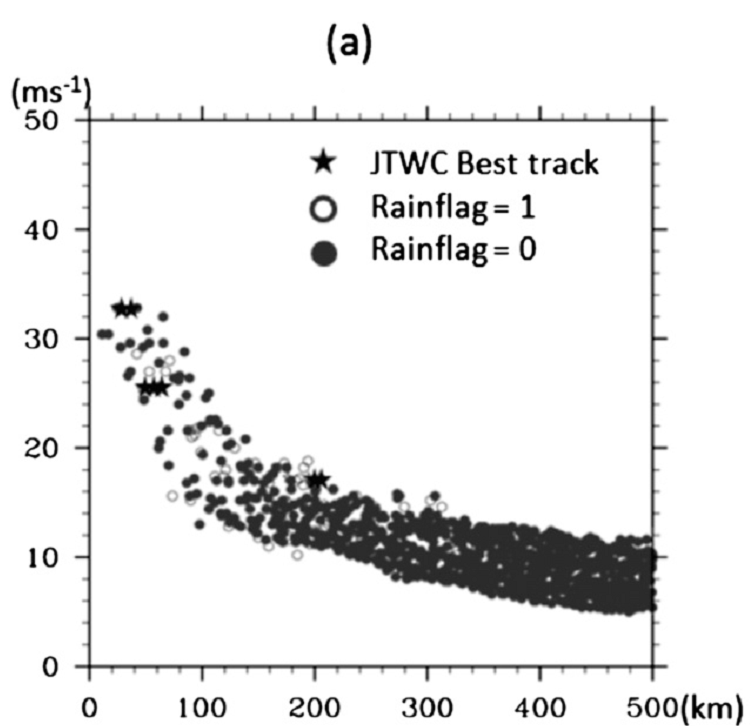 (a)
(ms⁻¹)
50
★ JTWC Best track
Rainflag = 1
40
Rainflag = 0
30
20
10
0
0 100 200 300 400 500 (km)